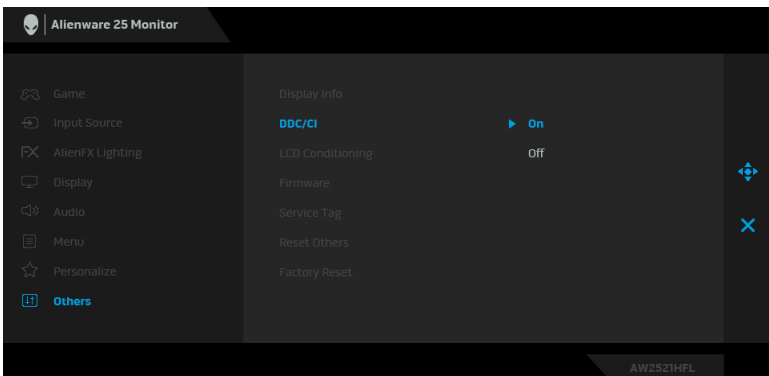 Alienware 25 Monitor
Game
Input Source
AlienFX Lighting
Display
Audio
Menu
Personalize
Others
Display Info
DDC/CI On
LCD Conditioning Off
Firmware
Service Tag
Reset Others
Factory Reset
AW2521HFL